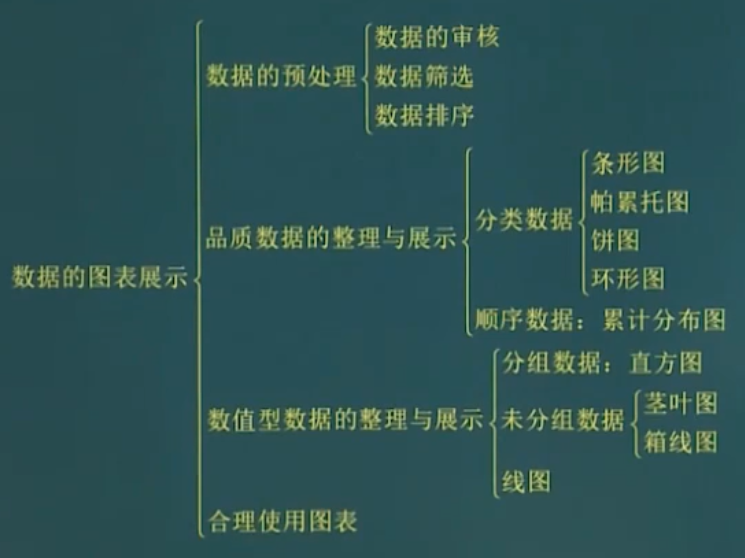 数据的图表展示
数据的预处理
数据的审核
数据筛选
数据排序
品质数据的整理与展示
分类数据
条形图
帕累托图
饼图
环形图
顺序数据：累计分布图
数值型数据的整理与展示
分组数据：直方图
未分组数据
茎叶图
箱线图
线图
合理使用图表